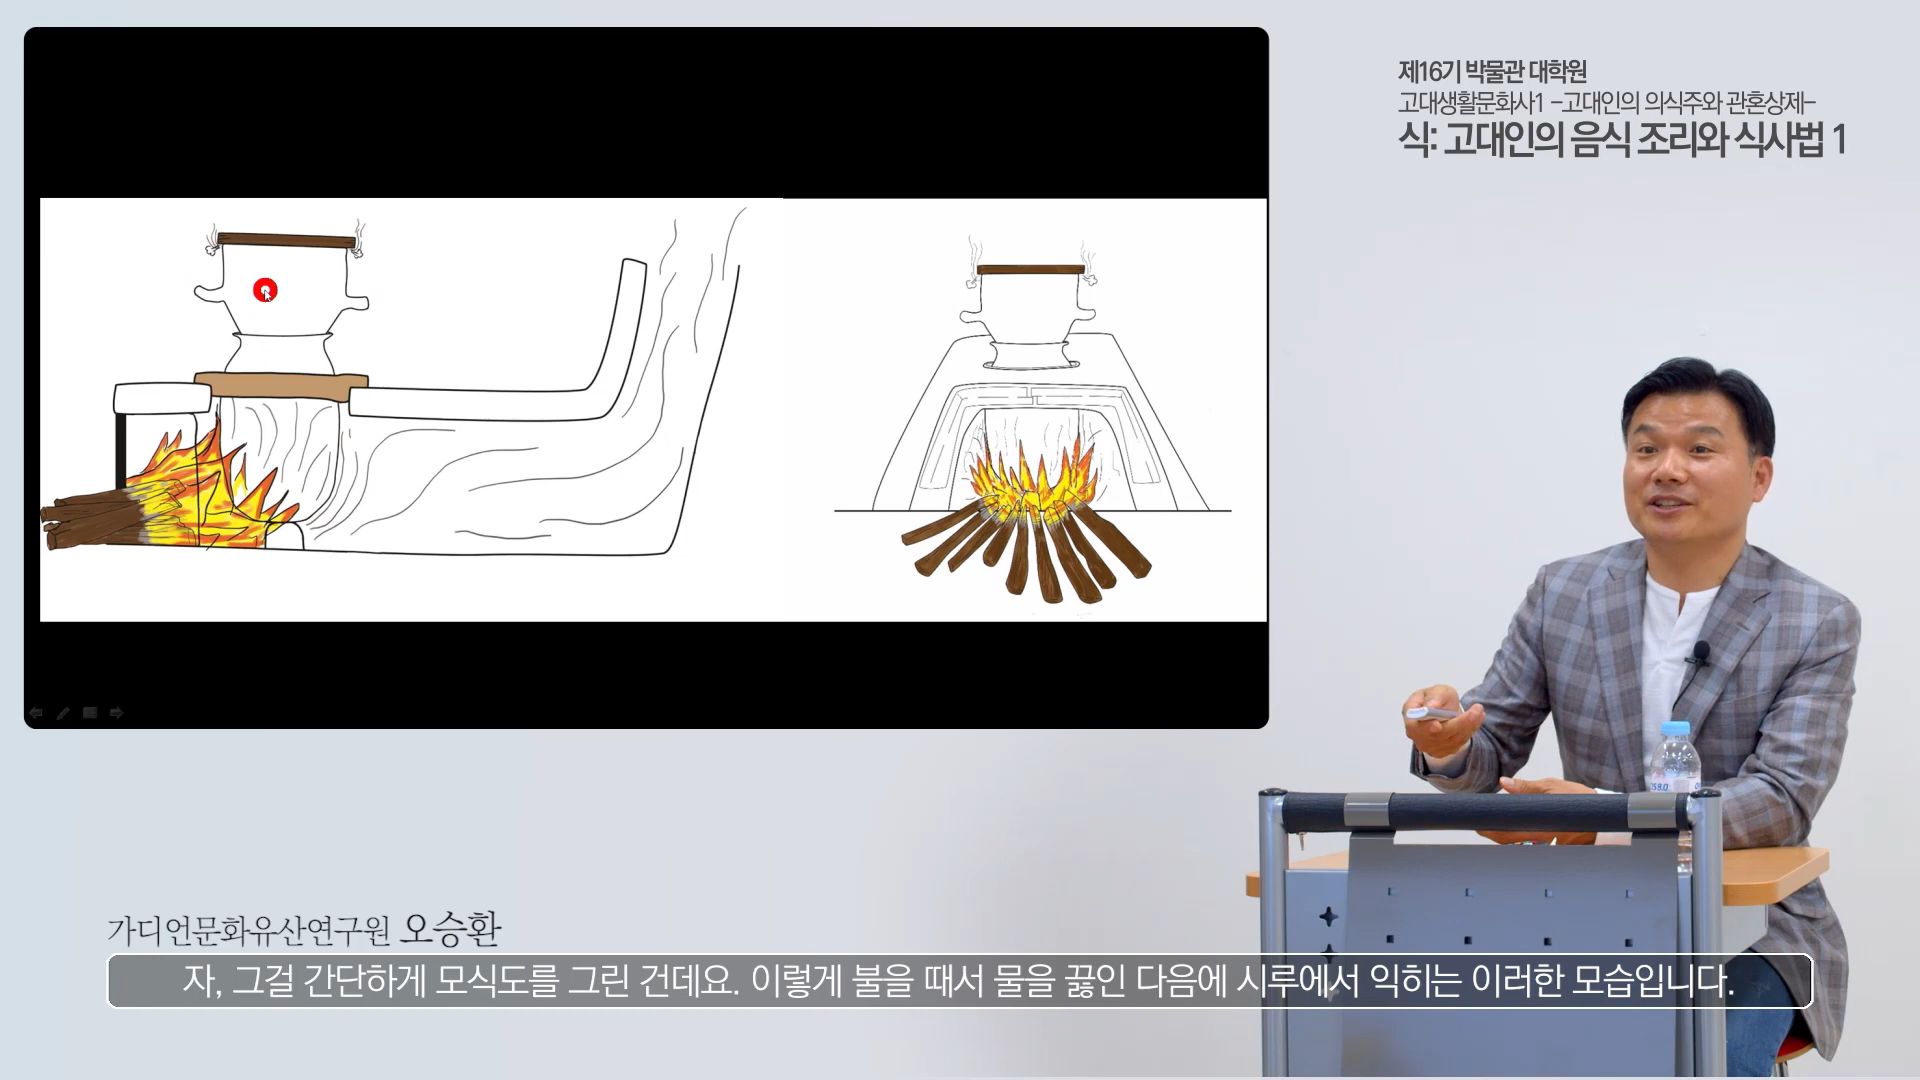 제16기 박물관 대학원
고대생활문화사1 -고대인의 의식주와 관혼상제-
식: 고대인의 음식 조리와 식사법 1
가디언문화유산연구원 오승환
자, 그걸 간단하게 모식도를 그린 건데요. 이렇게 불을 때서 물을 끓인 다음에 시루에서 익히는 이러한 모습입니다.